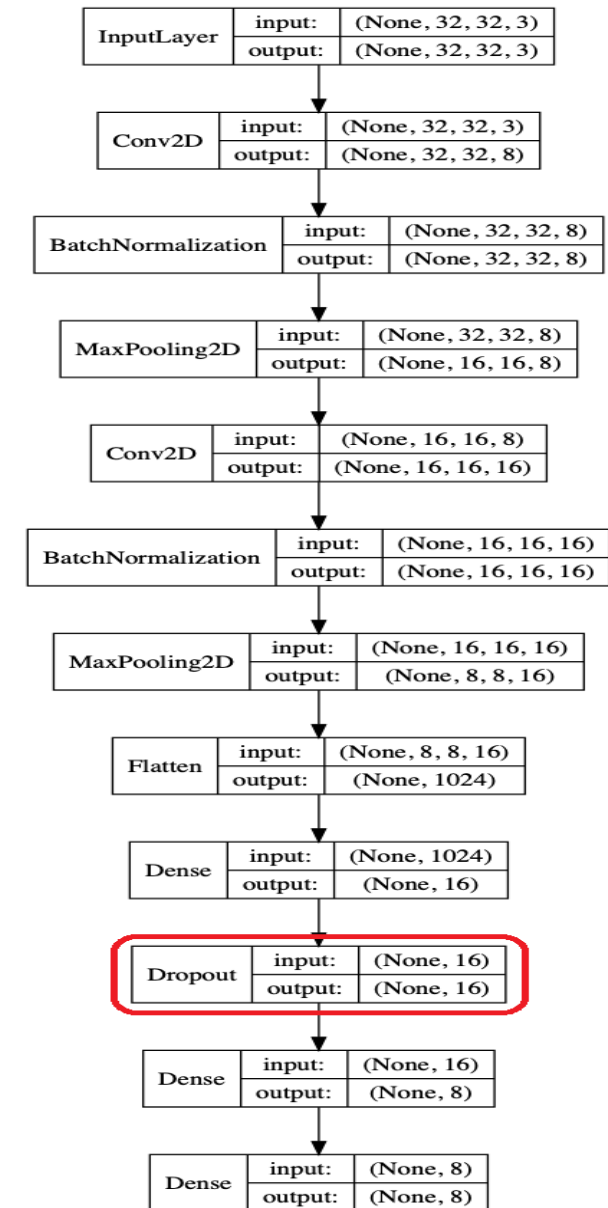 InputLayer input: (None, 32, 32, 3)
output: (None, 32, 32, 3)
Conv2D input: (None, 32, 32, 3)
output: (None, 32, 32, 8)
BatchNormalization input: (None, 32, 32, 8)
output: (None, 32, 32, 8)
MaxPooling2D input: (None, 32, 32, 8)
output: (None, 16, 16, 8)
Conv2D input: (None, 16, 16, 8)
output: (None, 16, 16, 16)
BatchNormalization input: (None, 16, 16, 16)
output: (None, 16, 16, 16)
MaxPooling2D input: (None, 16, 16, 16)
output: (None, 8, 8, 16)
Flatten input: (None, 8, 8, 16)
output: (None, 1024)
Dense input: (None, 1024)
output: (None, 16)
Dropout input: (None, 16)
output: (None, 16)
Dense input: (None, 16)
output: (None, 8)
Dense input: (None, 8)
output: (None, 8)